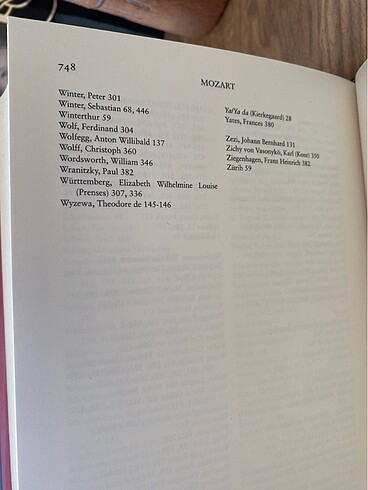 748
MOZART
Winter, Peter 301
Winter, Sebastian 68, 446
Winterthur 59
Wolf, Ferdinand 304
Wolfegg, Anton Willibald 137
Wolff, Christoph 360
Wordsworth, William 346
Wranitzky, Paul 382
Württemberg, Elizabeth Wilhelmine Louise
(Prenses) 307, 336
Wyzewa, Theodore de 145-146
Ya/Ya da (Kierkegaard) 28
Yates, Frances 380
Zezi, Johann Bernhard 131
Zichy von Vasonykö, Karl (Kont) 350
Ziegenhagen, Franz Heinrich 382
Zürih 59